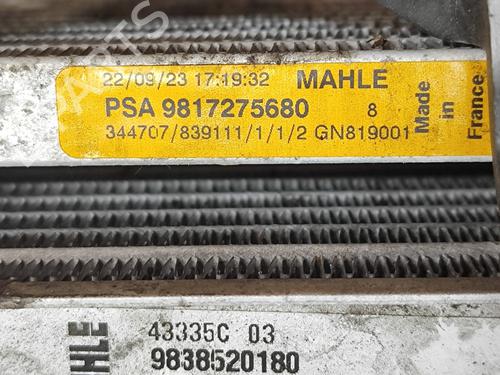 22/09/23 17:19:32 MAHLE
PSA 9817275680 8
344707/839111/1/1/2 GN819001
Made
in
France
43335C 03
9838520180